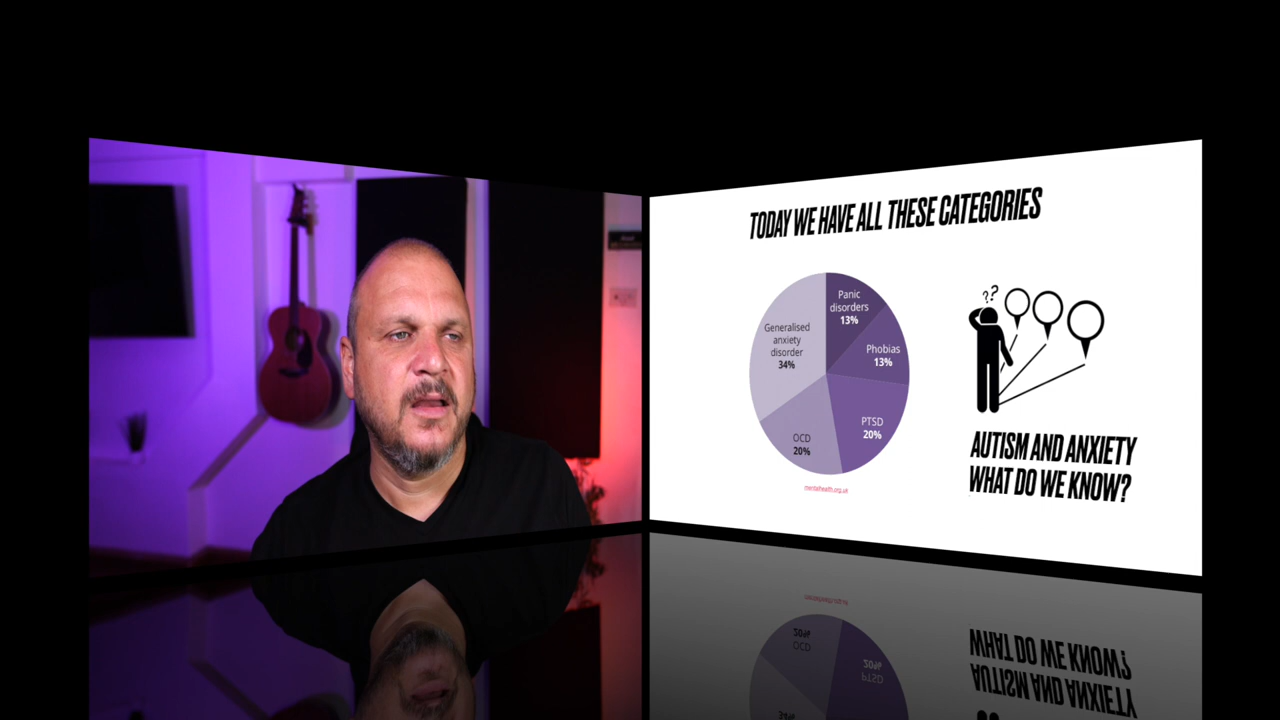 TODAY WE HAVE ALL THESE CATEGORIES
Panic
disorders
13%
Phobias
13%
PTSD
20%
OCD
20%
Generalised
anxiety
disorder
34%
mentalhealth.org.uk
??
AUTISM AND ANXIETY
WHAT DO WE KNOW?